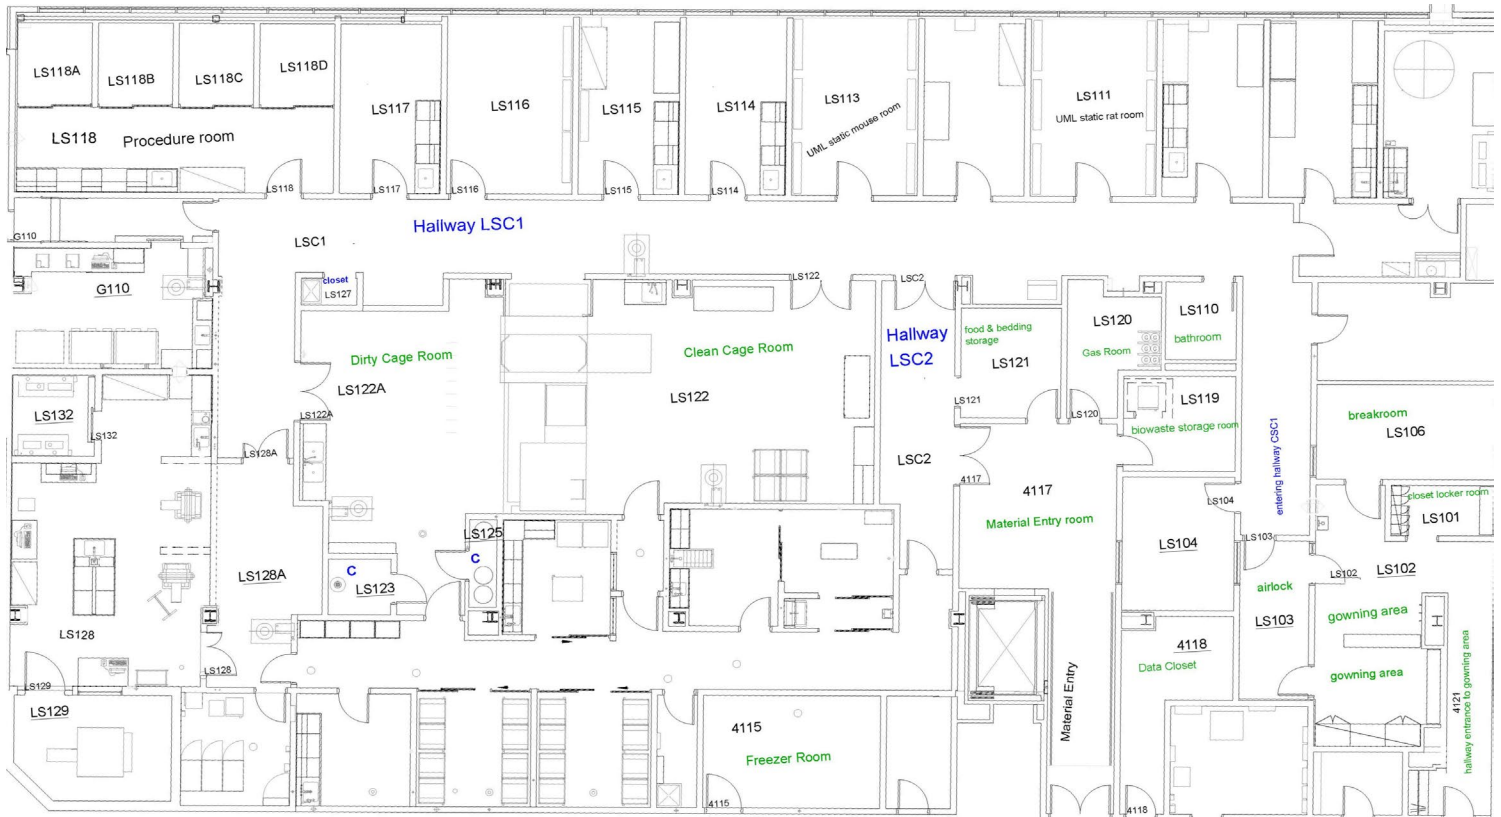 LS118A
LS118B
LS118C
LS118D
LS118
Procedure room
LS117
LS116
LS115
LS114
LS113
UML static mouse room
LS111
UML static rat room
LS118
LS117
LS116
LS115
LS114
G110
LSC1
Hallway LSC1
closet
LS127
LS122
LSC2
G110
Dirty Cage Room
LS122A
LS122A
Clean Cage Room
LS122
Hallway
LSC2
food & bedding
storage
LS121
LS121
LS120
Gas Room
LS120
LS110
bathroom
LS119
biowaste storage room
breakroom
LS106
LS132
LS132
LS128A
LSC2
4117
4117
Material Entry room
entering hallway CSC1
LS104
LS104
closet locker room
LS101
LS103
LS102
LS102
LS125
C
C
LS123
LS128A
airlock
LS103
gowning area
gowning area
LS128
LS128
4118
Data Closet
LS129
LS129
4115
Freezer Room
4115
Material Entry
4118
4121
hallway entrance to gowning area